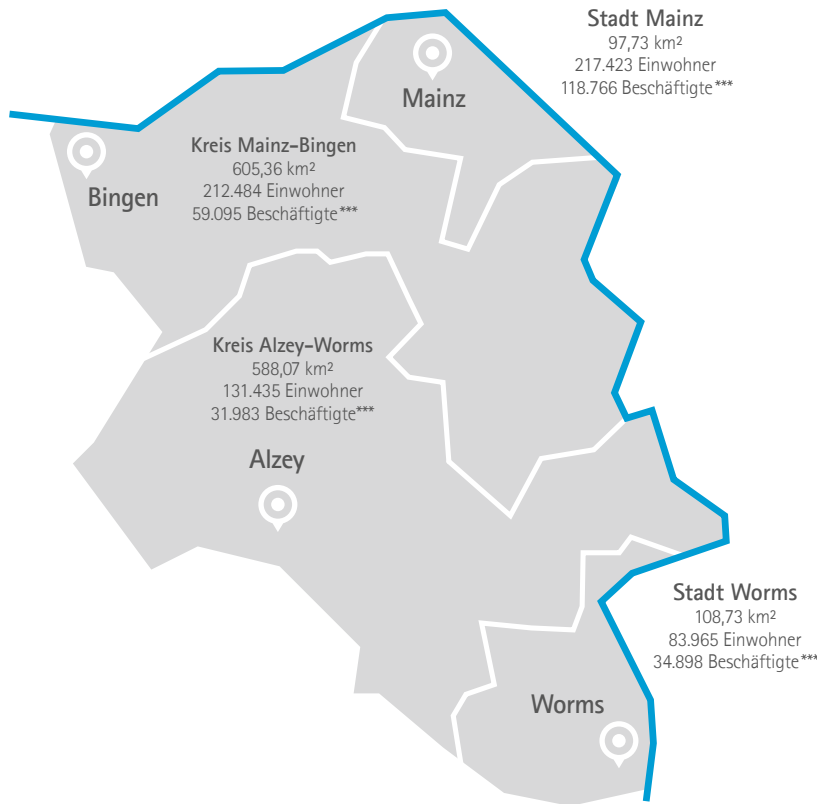 Stadt Mainz
97,73 km²
217.423 Einwohner
118.766 Beschäftigte***
Mainz
Kreis Mainz-Bingen
605,36 km²
212.484 Einwohner
59.095 Beschäftigte***
Bingen
Kreis Alzey-Worms
588,07 km²
131.435 Einwohner
31.983 Beschäftigte***
Alzey
Stadt Worms
108,73 km²
83.965 Einwohner
34.898 Beschäftigte***
Worms